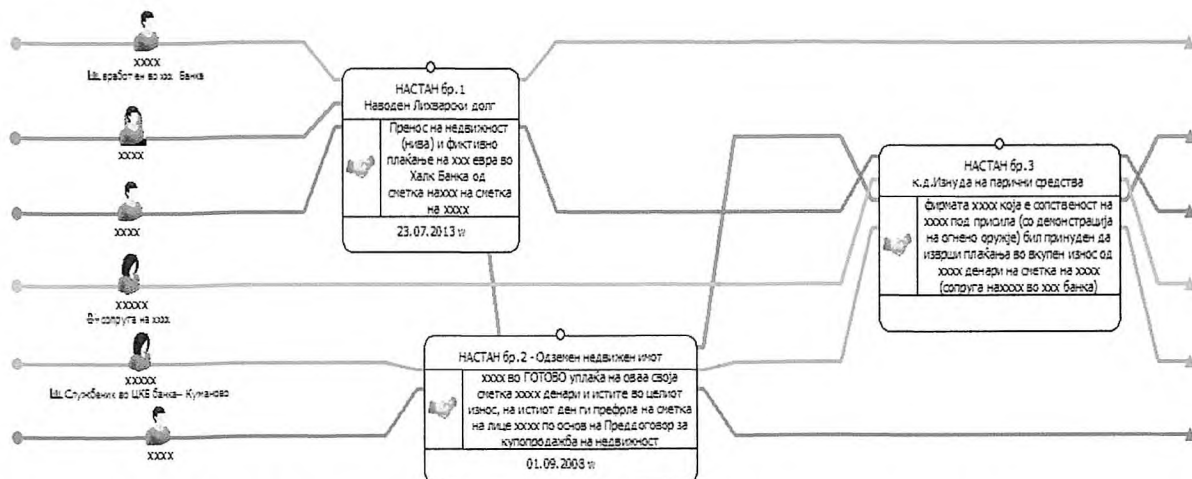 xxxx
вработен во xxx Банка
xxxx
xxxx
xxxxx
сопруга на xxxx
xxxxx
Службеник во ЦКБ банка– Куманово
xxxx
НАСТАН бр.1
Наводен Лихварски долг
Пренос на недвижност
(нива) и фиктивно
плаќање на xxx евра во
Халк Банка од
сметка наxxx на сметка
на xxxx
23.07.2013 г.
НАСТАН бр.2 - Одземен недвижен имот
xxxx во ГОТОВО уплаќа на оваа своја
сметка xxxx денари и истите во целиот
износ, на истиот ден ги префрла на сметка
на лице xxxx по основ на Преддоговор за
купопродажба на недвижност
01.09.2008 г.
НАСТАН бр.3
к.д.Изнуда на парични средства
фирмата xxxx која е сопственост на
xxxx под присила (со демонстрација
на огнено оружје) бил принуден да
изврши плаќања во вкупен износ од
xxxx денари на сметка на xxxx
(сопруга наxxxx во xxx банка)